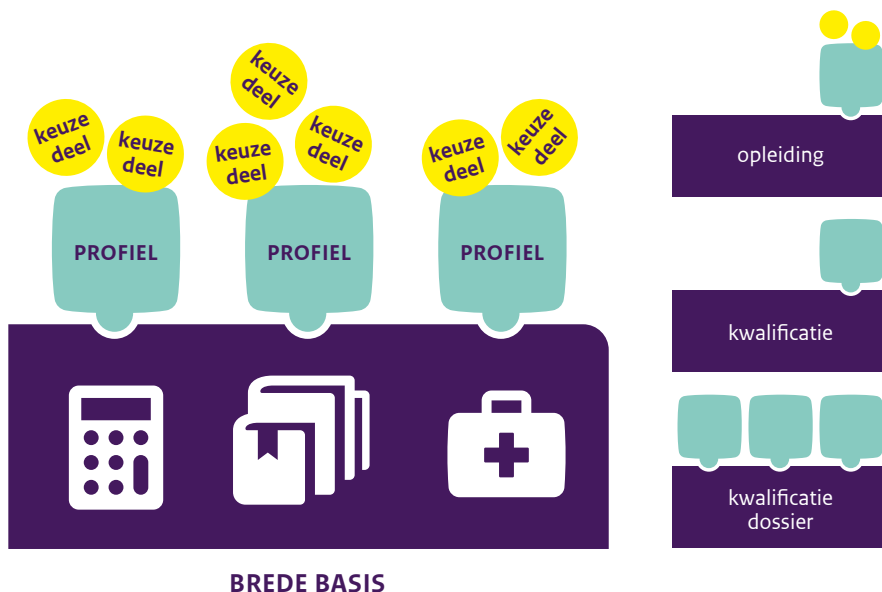 keuze
deel
keuze
deel
keuze
deel
keuze
deel
keuze
deel
keuze
deel
keuze
deel
PROFIEL
PROFIEL
PROFIEL
BREDE BASIS
opleiding
kwalificatie
kwalificatie
dossier